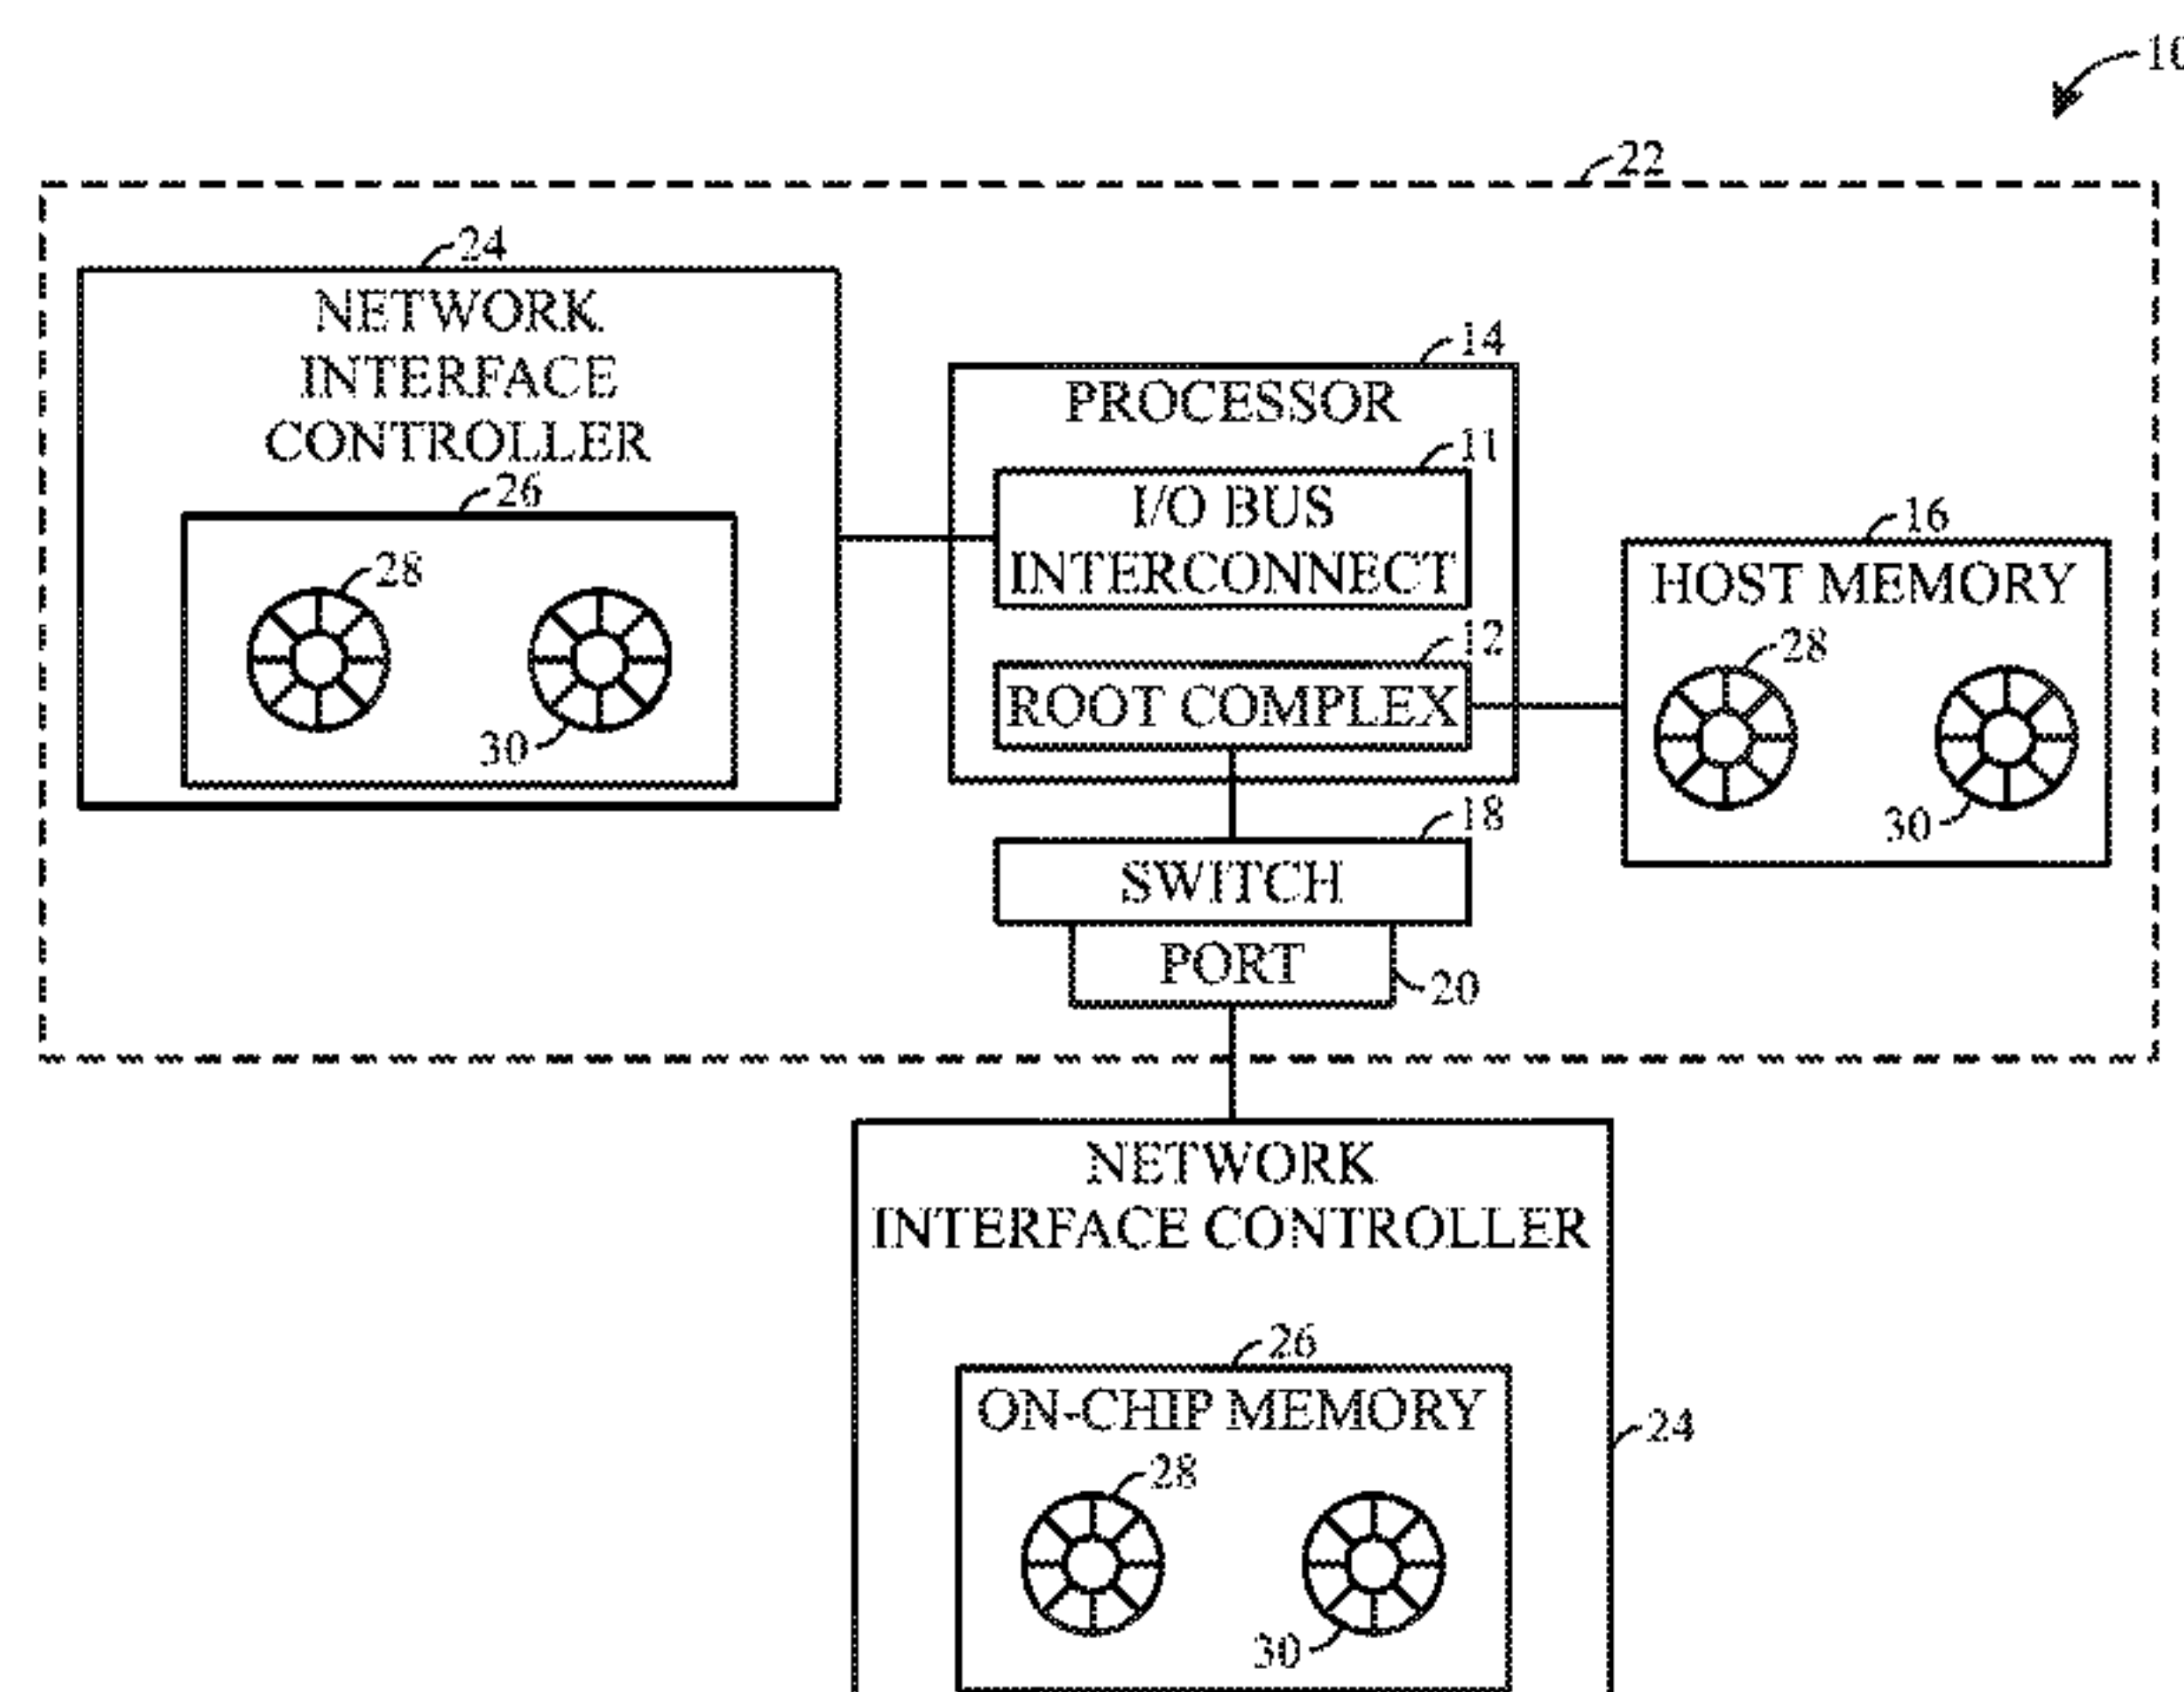 10
22
24
NETWORK
INTERFACE
CONTROLLER
26
28
30
14
PROCESSOR
11
I/O BUS
INTERCONNECT
12
ROOT COMPLEX
16
HOST MEMORY
28
30
18
SWITCH
PORT
20
NETWORK
INTERFACE CONTROLLER
26
ON-CHIP MEMORY
24
28
30